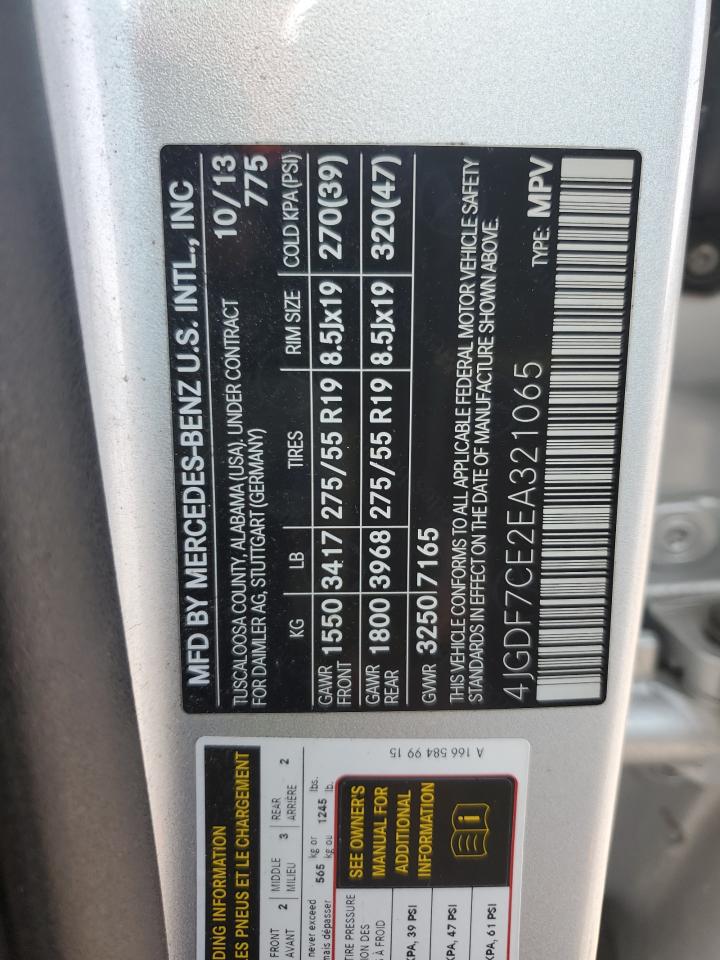 MFD BY MERCEDES-BENZ U.S. INTL., INC
TUSCALOOSA COUNTY, ALABAMA (USA), UNDER CONTRACT 10/13
FOR DAIMLER AG, STUTTGART (GERMANY) 775
KG LB TIRES RIM SIZE COLD KPA(PSI)
GAWR FRONT 1550 3417 275/55 R19 8.5Jx19 270(39)
GAWR REAR 1800 3968 275/55 R19 8.5Jx19 320(47)
GVWR 3250 7165
THIS VEHICLE CONFORMS TO ALL APPLICABLE FEDERAL MOTOR VEHICLE SAFETY
STANDARDS IN EFFECT ON THE DATE OF MANUFACTURE SHOWN ABOVE.
4JGDF7CE2EA321065 TYPE: MPV
DING INFORMATION
LES PNEUS ET LE CHARGEMENT
FRONT 2 MIDDLE 3 REAR 2
AVANT MILIEU ARRIÈRE
never exceed 565 kg or 1245 lbs.
mais dépasser kg ou lb.
TIRE PRESSURE
ION DES
À FROID
KPA, 39 PSI
KPA, 47 PSI
KPA, 61 PSI
SEE OWNER'S
MANUAL FOR
ADDITIONAL
INFORMATION
i
A 166 584 99 15